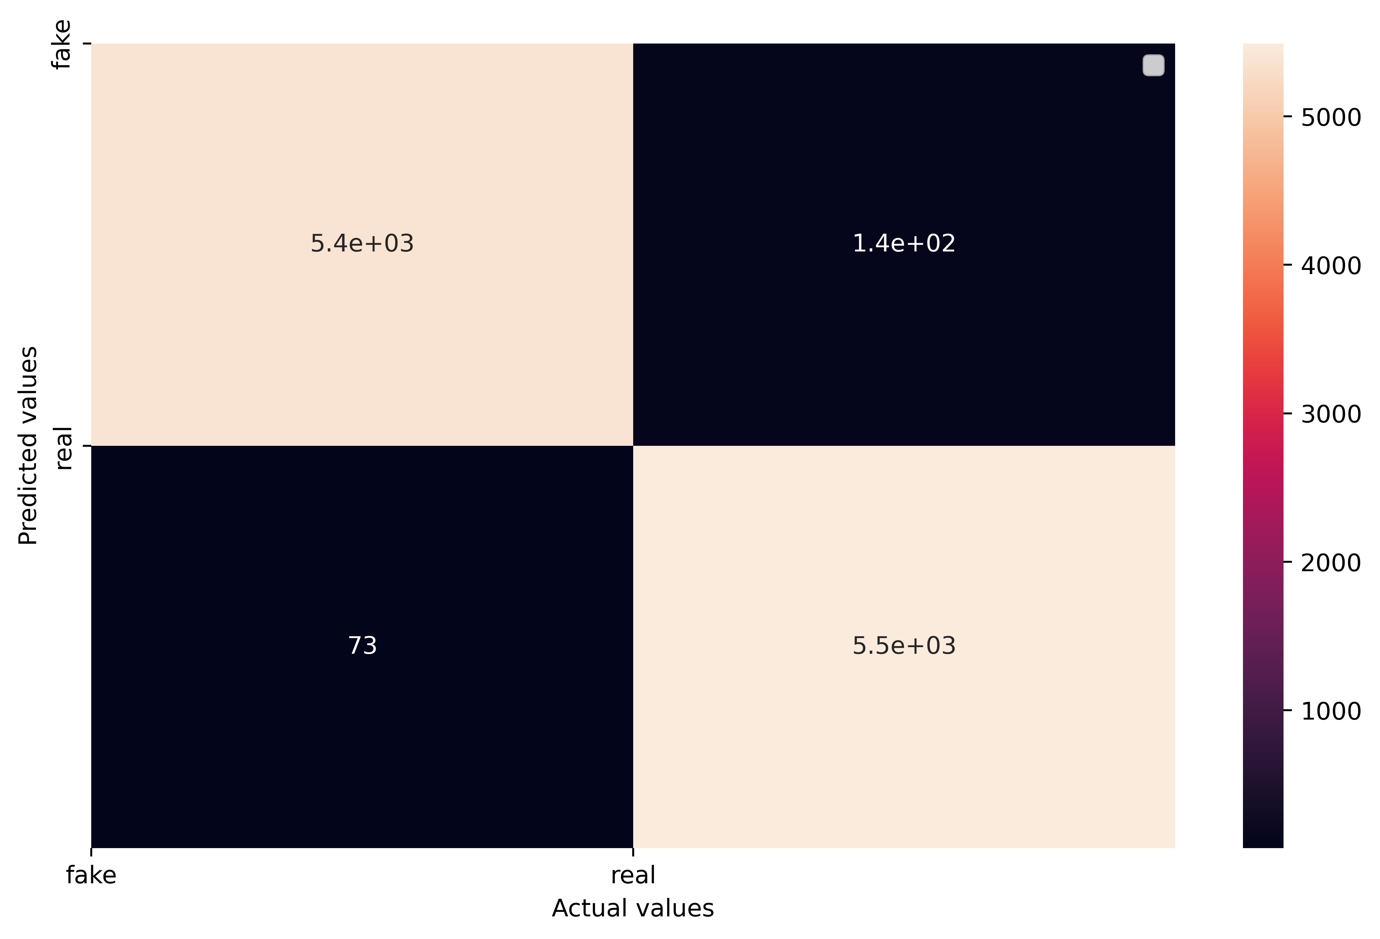 fake
5.4e+03
1.4e+02
Predicted values
real
73
5.5e+03
fake
real
Actual values
5000
4000
3000
2000
1000